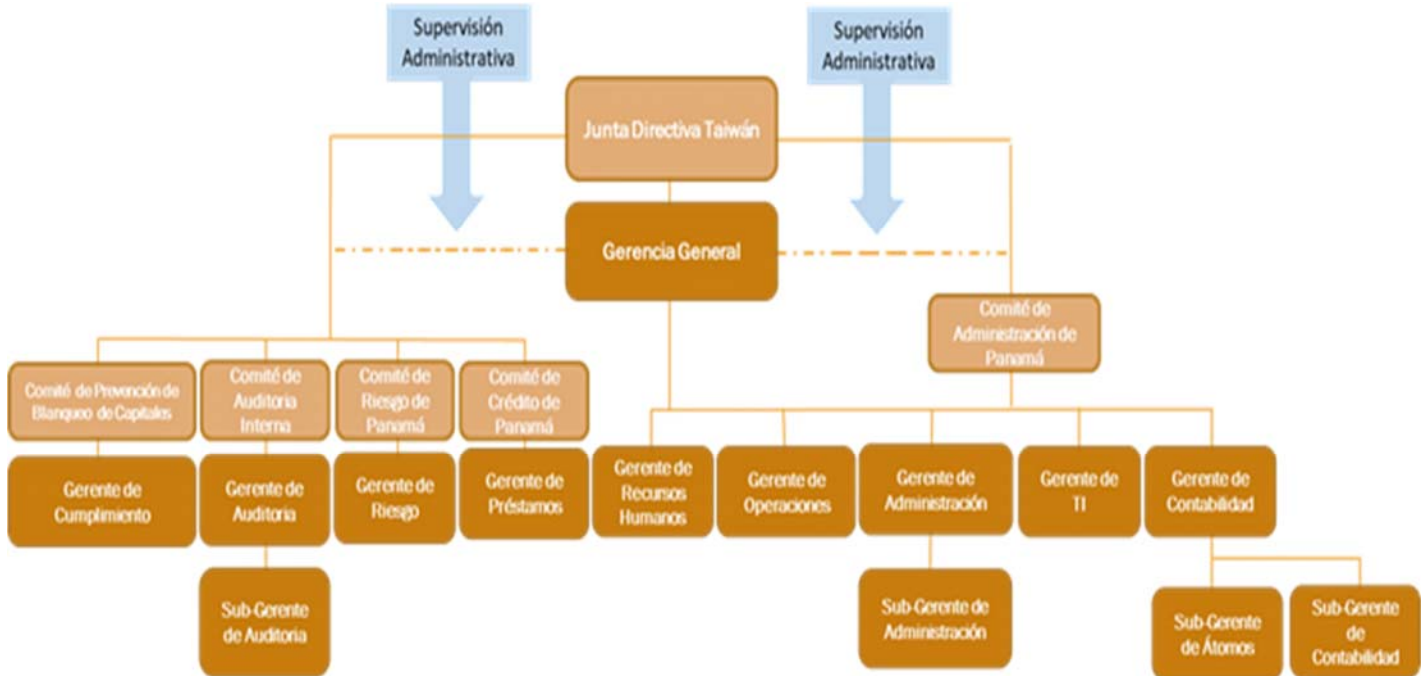 Supervisión
Administrativa
Supervisión
Administrativa
Junta Directiva Taiwán
Gerencia General
Comité de
Administración de
Panamá
Comité de Prevención de
Blanqueo de Capitales
Comité de
Auditoria
Interna
Comité de
Riesgo de
Panamá
Comité de
Crédito de
Panamá
Gerente de
Cumplimiento
Gerente de
Auditoria
Gerente de
Riesgo
Gerente de
Préstamos
Gerente de
Recursos
Humanos
Gerente de
Operaciones
Gerente de
Administración
Gerente de
TI
Gerente de
Contabilidad
Sub-Gerente
de Auditoria
Sub-Gerente de
Administración
Sub-Gerente
de Átomos
Sub-Gerente
de
Contabilidad